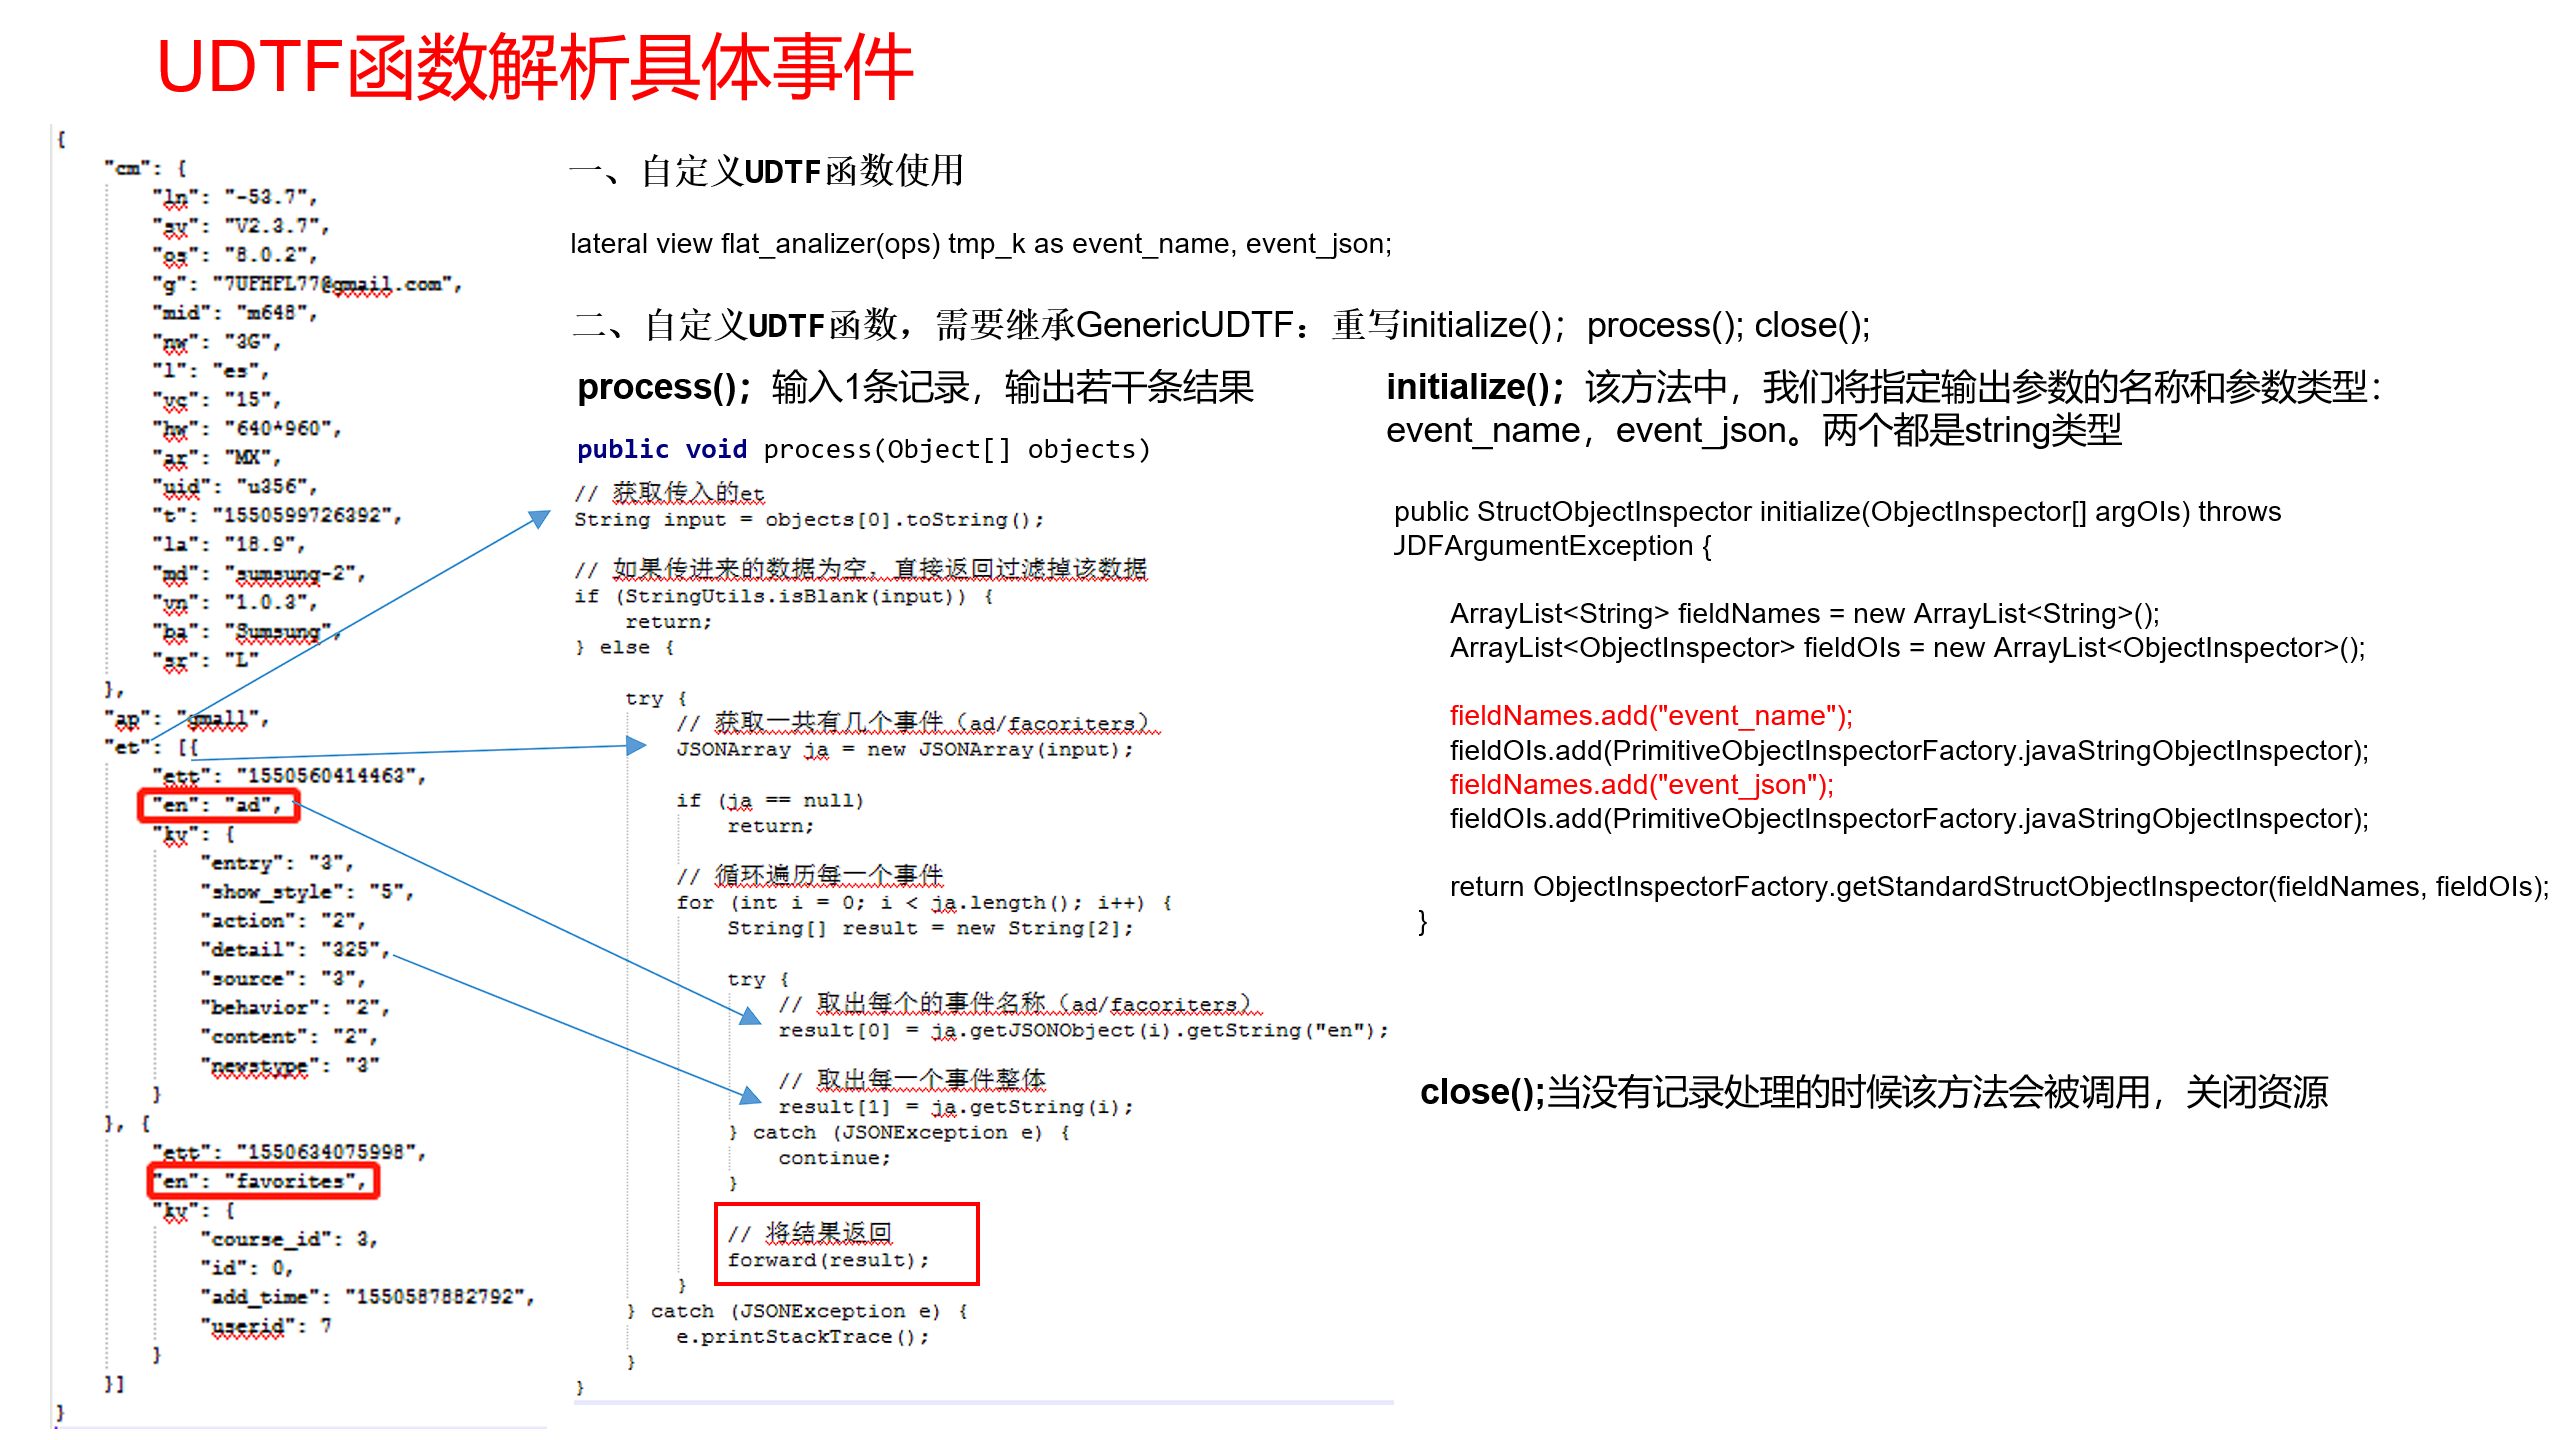 UDTF函数解析具体事件
{
"cm": {
"ln": "-53.7",
"sv": "V2.3.7",
"os": "8.0.2",
"g": "7UFHFL77@gmail.com",
"mid": "m648",
"nw": "3G",
"l": "es",
"vc": "15",
"hw": "640*960",
"ar": "MX",
"uid": "u356",
"t": "1550599726392",
"la": "18.9",
"md": "sumsung-2",
"vn": "1.0.3",
"ba": "Sumsung",
"sr": "L"
},
"ap": "gmall",
"et": [{
"ett": "1550560414463",
"en": "ad",
"kv": {
"entry": "3",
"show_style": "5",
"action": "2",
"detail": "325",
"source": "3",
"behavior": "2",
"content": "2",
"newstype": "3"
}
}, {
"ett": "1550634075998",
"en": "favorites",
"kv": {
"course_id": 3,
"id": 0,
"add_time": "1550587882792",
"userid": 7
}
}]
}
一、自定义UDTF函数使用
lateral view flat_analizer(ops) tmp_k as event_name, event_json;
二、自定义UDTF函数，需要继承GenericUDTF：重写initialize()；process(); close();
process()；输入1条记录，输出若干条结果
public void process(Object[] objects)
// 获取传入的et
String input = objects[0].toString();
// 如果传进来的数据为空，直接返回过滤掉该数据
if (StringUtils.isBlank(input)) {
return;
} else {
try {
// 获取一共有几个事件（ad/facoriters）
JSONArray ja = new JSONArray(input);
if (ja == null)
return;
// 循环遍历每一个事件
for (int i = 0; i < ja.length(); i++) {
String[] result = new String[2];
try {
// 取出每个的事件名称（ad/facoriters）
result[0] = ja.getJSONObject(i).getString("en");
// 取出每一个事件整体
result[1] = ja.getString(i);
} catch (JSONException e) {
continue;
}
// 将结果返回
forward(result);
}
} catch (JSONException e) {
e.printStackTrace();
}
}
initialize()；该方法中，我们将指定输出参数的名称和参数类型：
event_name，event_json。两个都是string类型
public StructObjectInspector initialize(ObjectInspector[] argOIs) throws
JDFArgumentException {
ArrayList<String> fieldNames = new ArrayList<String>();
ArrayList<ObjectInspector> fieldOIs = new ArrayList<ObjectInspector>();
fieldNames.add("event_name");
fieldOIs.add(PrimitiveObjectInspectorFactory.javaStringObjectInspector);
fieldNames.add("event_json");
fieldOIs.add(PrimitiveObjectInspectorFactory.javaStringObjectInspector);
return ObjectInspectorFactory.getStandardStructObjectInspector(fieldNames, fieldOIs);
}
close();当没有记录处理的时候该方法会被调用，关闭资源